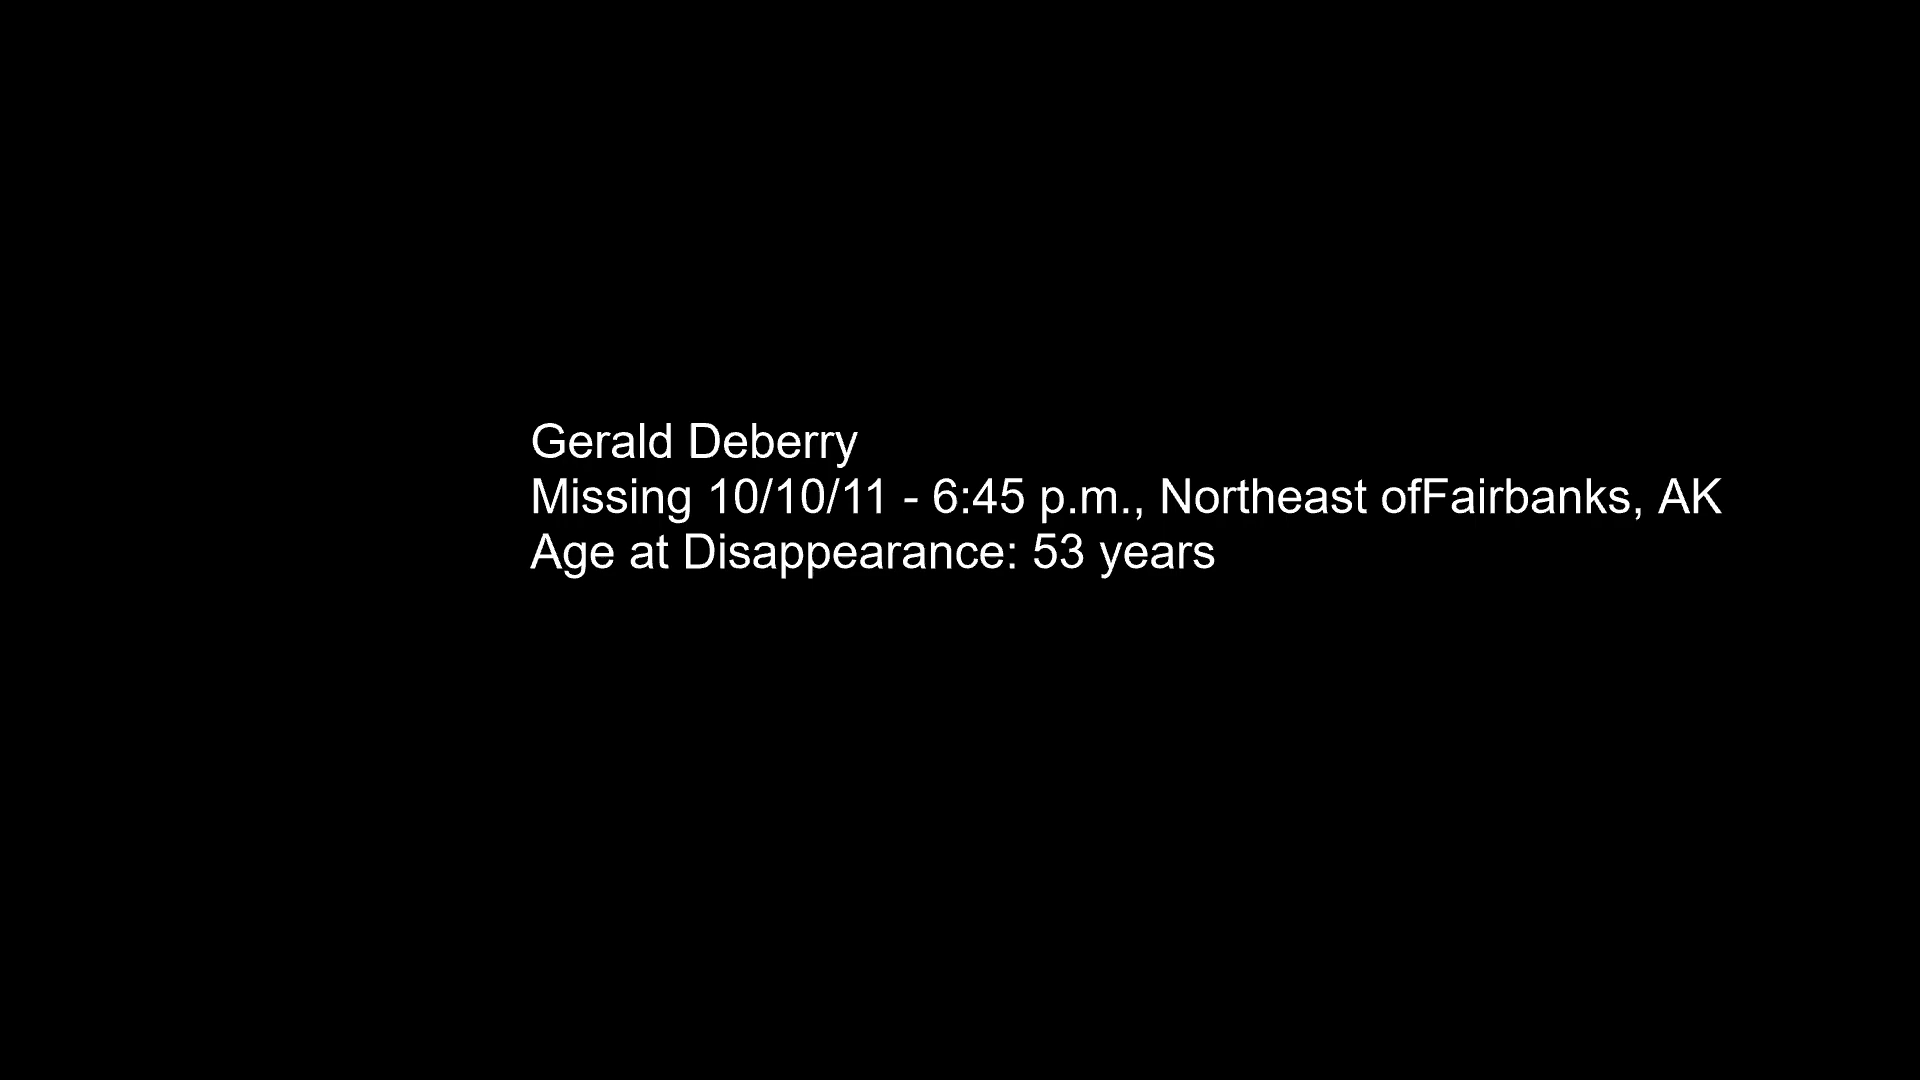 Gerald Deberry
Missing 10/10/11 - 6:45 p.m., Northeast ofFairbanks, AK
Age at Disappearance: 53 years